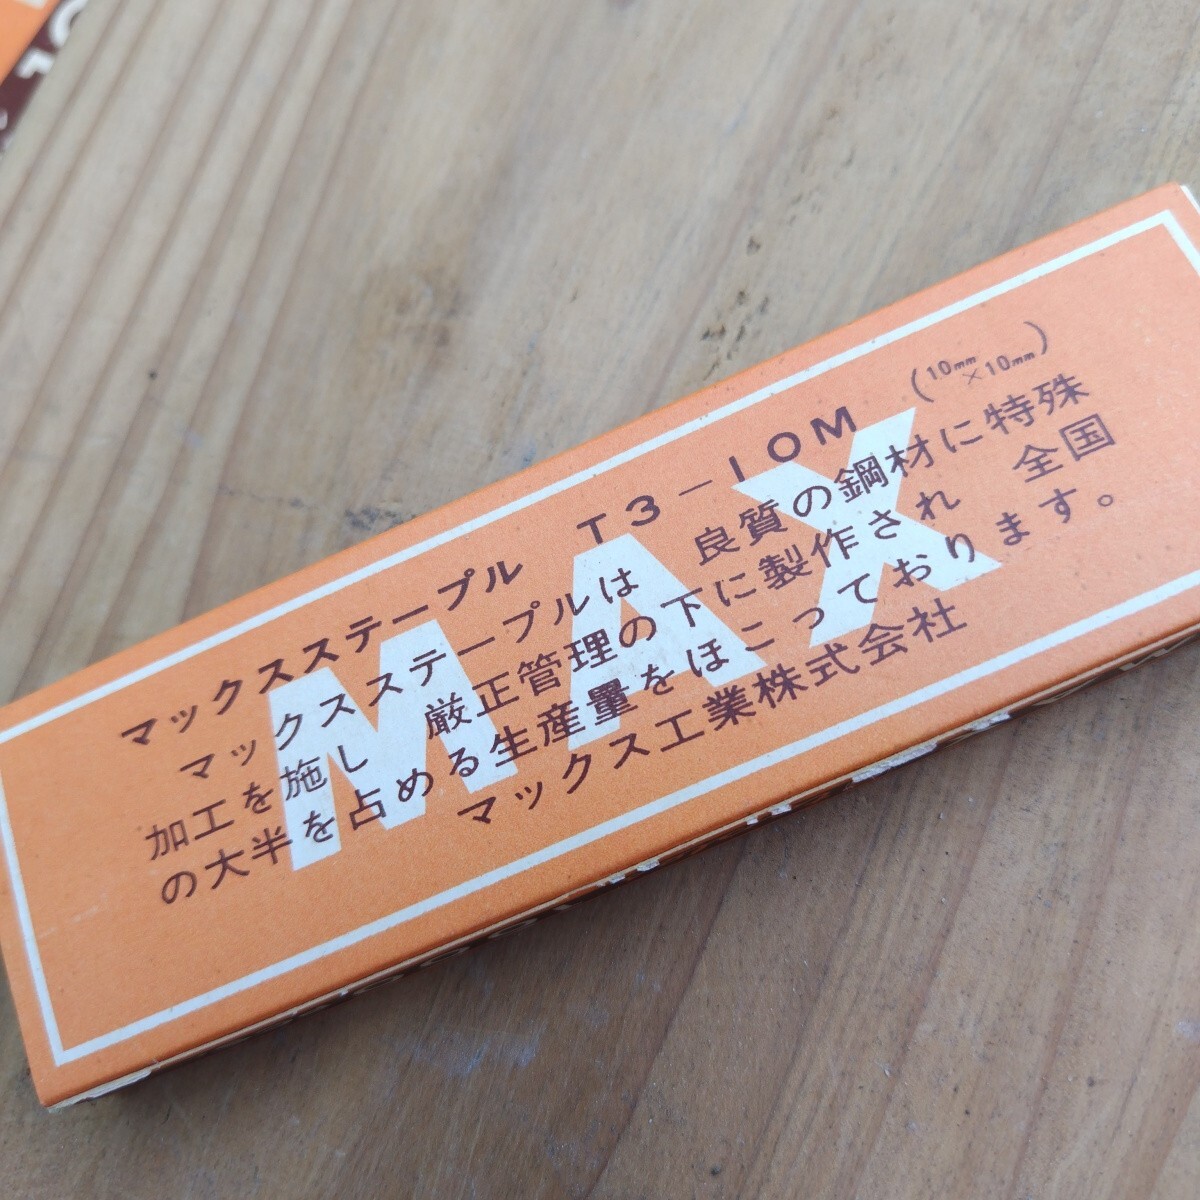 マックスステープル T3-10M (10mm×10mm)
マックスステープルは 良質の鋼材に特殊
加工を施し 厳正管理の下に製作され 全国
の大半を占める生産量をほこっております。
マックス工業株式会社
MAX